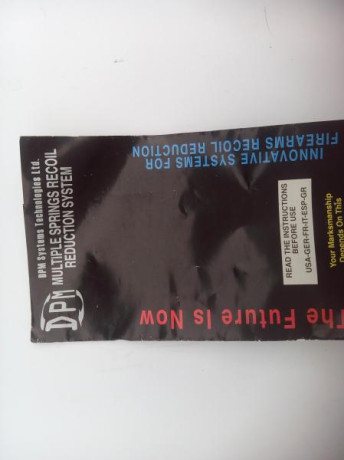 DPM Systems Technologies Ltd.
MULTIPLE SPRINGS RECOIL
REDUCTION SYSTEM
DPM
INNOVATIVE SYSTEMS FOR
FIREARMS RECOIL REDUCTION
READ THE INSTRUCTIONS
BEFORE USE
USA-GER-FR-IT-ESP-GR
Your Marksmanship
Depends On This
The Future Is Now